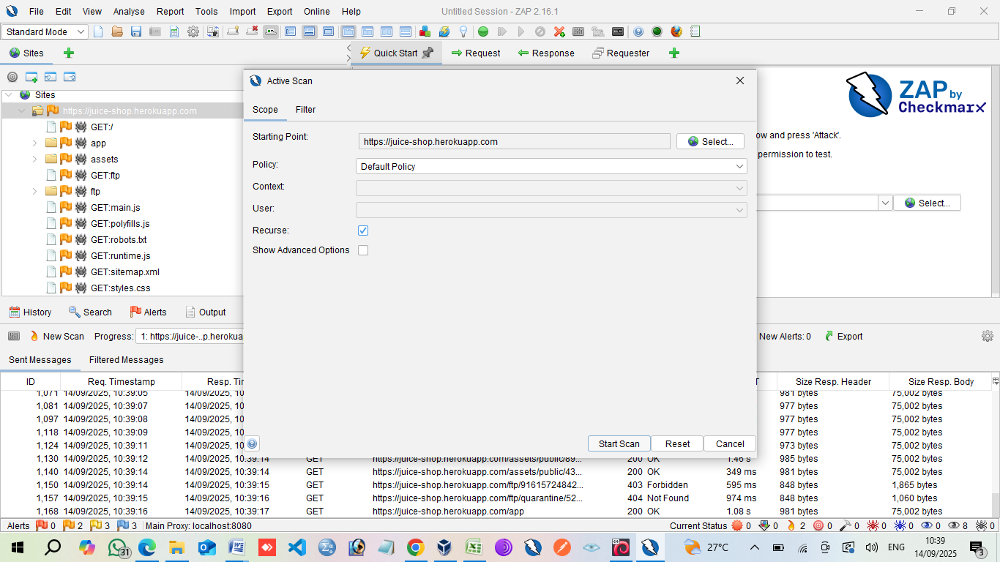 File Edit View Analyse Report Tools Import Export Online Help Untitled Session - ZAP 2.16.1
Standard Mode
Sites Quick Start Request Response Requester
Active Scan
Scope Filter
Starting Point: https://juice-shop.herokuapp.com Select...
Policy: Default Policy
Context:
User:
Recurse:
Show Advanced Options
Start Scan Reset Cancel
Sites
https://juice-shop.herokuapp.com
GET:/
app
assets
GET:ftp
ftp
GET:main.js
GET:polyfills.js
GET:robots.txt
GET:runtime.js
GET:sitemap.xml
GET:styles.css
ZAP by
Checkmarx
ow and press 'Attack'.
permission to test.
Select...
History Search Alerts Output
New Scan Progress: 1: https://juice-..p.herokua New Alerts: 0 Export
Sent Messages Filtered Messages
ID Req. Timestamp Resp. Tir T Size Resp. Header Size Resp. Body
1,071 14/09/2025, 10:39:05 14/09/2025, 10 981 bytes 75,002 bytes
1,081 14/09/2025, 10:39:07 14/09/2025, 10 977 bytes 75,002 bytes
1,097 14/09/2025, 10:39:08 14/09/2025, 10 977 bytes 75,002 bytes
1,118 14/09/2025, 10:39:09 14/09/2025, 10 977 bytes 75,002 bytes
1,124 14/09/2025, 10:39:11 14/09/2025, 10 973 bytes 75,002 bytes
1,130 14/09/2025, 10:39:12 14/09/2025, 10:39:14 GET https://juice-shop.herokuapp.com/assets/public/89... 200 OK 1.46 s 985 bytes 75,002 bytes
1,140 14/09/2025, 10:39:14 14/09/2025, 10:39:14 GET https://juice-shop.herokuapp.com/assets/public/43... 200 OK 349 ms 981 bytes 75,002 bytes
1,150 14/09/2025, 10:39:14 14/09/2025, 10:39:15 GET https://juice-shop.herokuapp.com/ftp/91615724842... 403 Forbidden 595 ms 848 bytes 1,865 bytes
1,157 14/09/2025, 10:39:15 14/09/2025, 10:39:16 GET https://juice-shop.herokuapp.com/ftp/quarantine/52... 404 Not Found 974 ms 848 bytes 1,060 bytes
1,168 14/09/2025, 10:39:16 14/09/2025, 10:39:17 GET https://juice-shop.herokuapp.com/app 200 OK 1.08 s 981 bytes 75,002 bytes
Alerts 0 2 3 3 Main Proxy: localhost:8080 Current Status 0 0 2 0 0 0 0 0 8 0
31 27°C ENG 10:39
14/09/2025 3